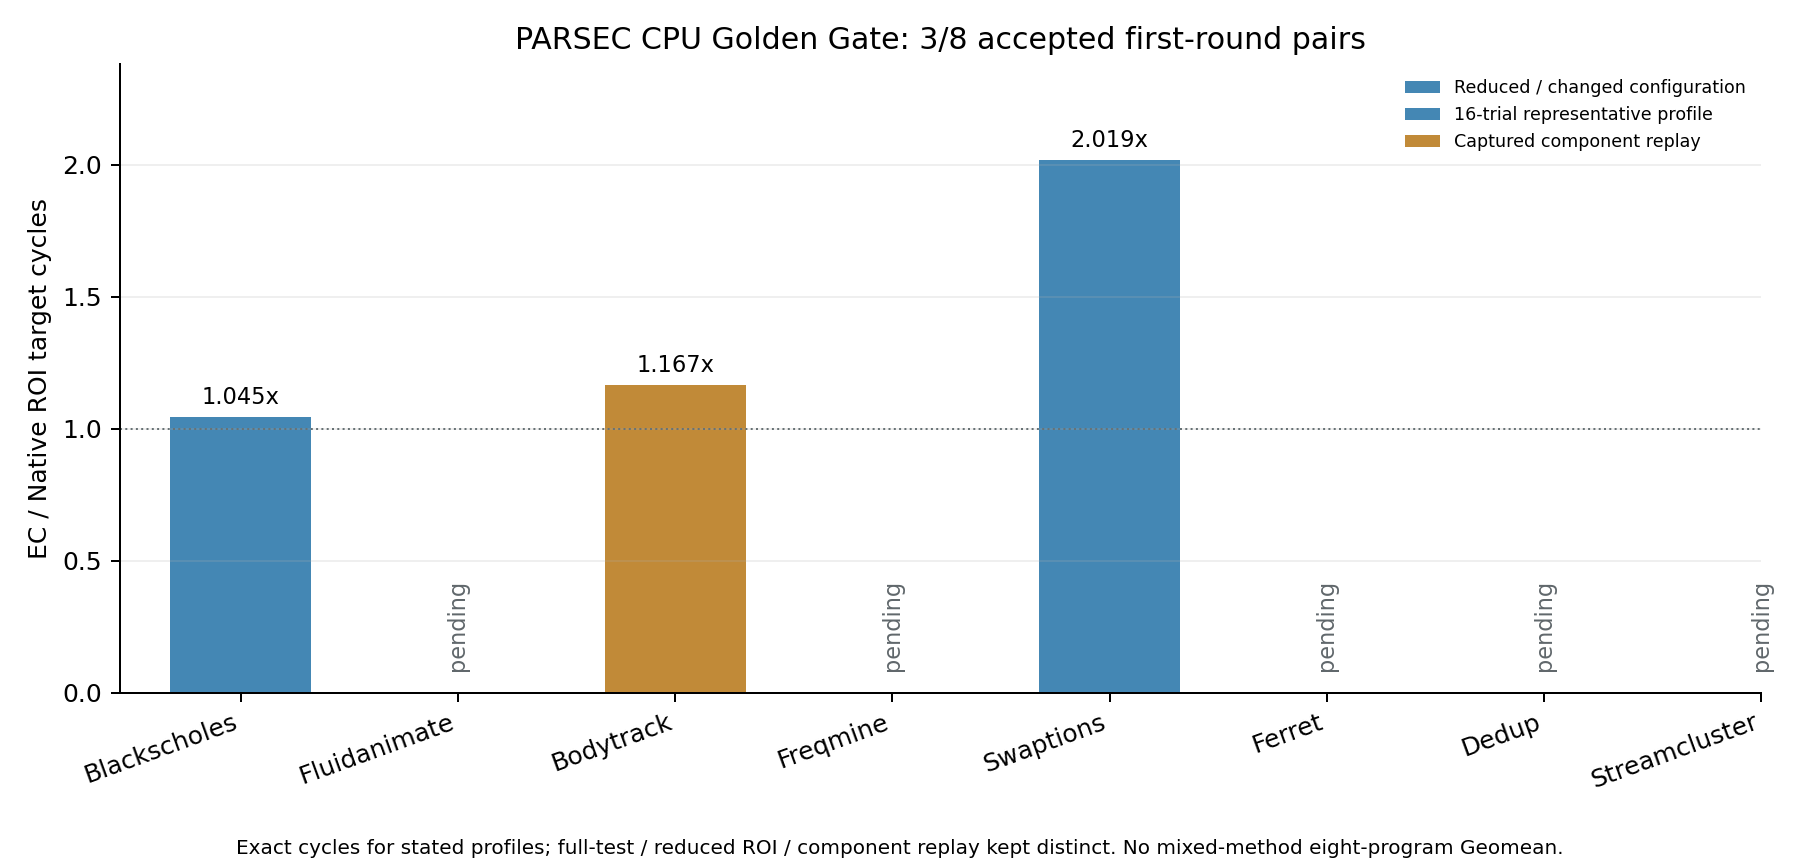 PARSEC CPU Golden Gate: 3/8 accepted first-round pairs
Reduced / changed configuration
16-trial representative profile
Captured component replay
EC / Native ROI target cycles
2.0
1.5
1.0
0.5
0.0
1.045x
pending
1.167x
pending
2.019x
pending
pending
pending
Blackscholes
Fluidanimate
Bodytrack
Freqmine
Swaptions
Ferret
Dedup
Streamcluster
Exact cycles for stated profiles; full-test / reduced ROI / component replay kept distinct. No mixed-method eight-program Geomean.